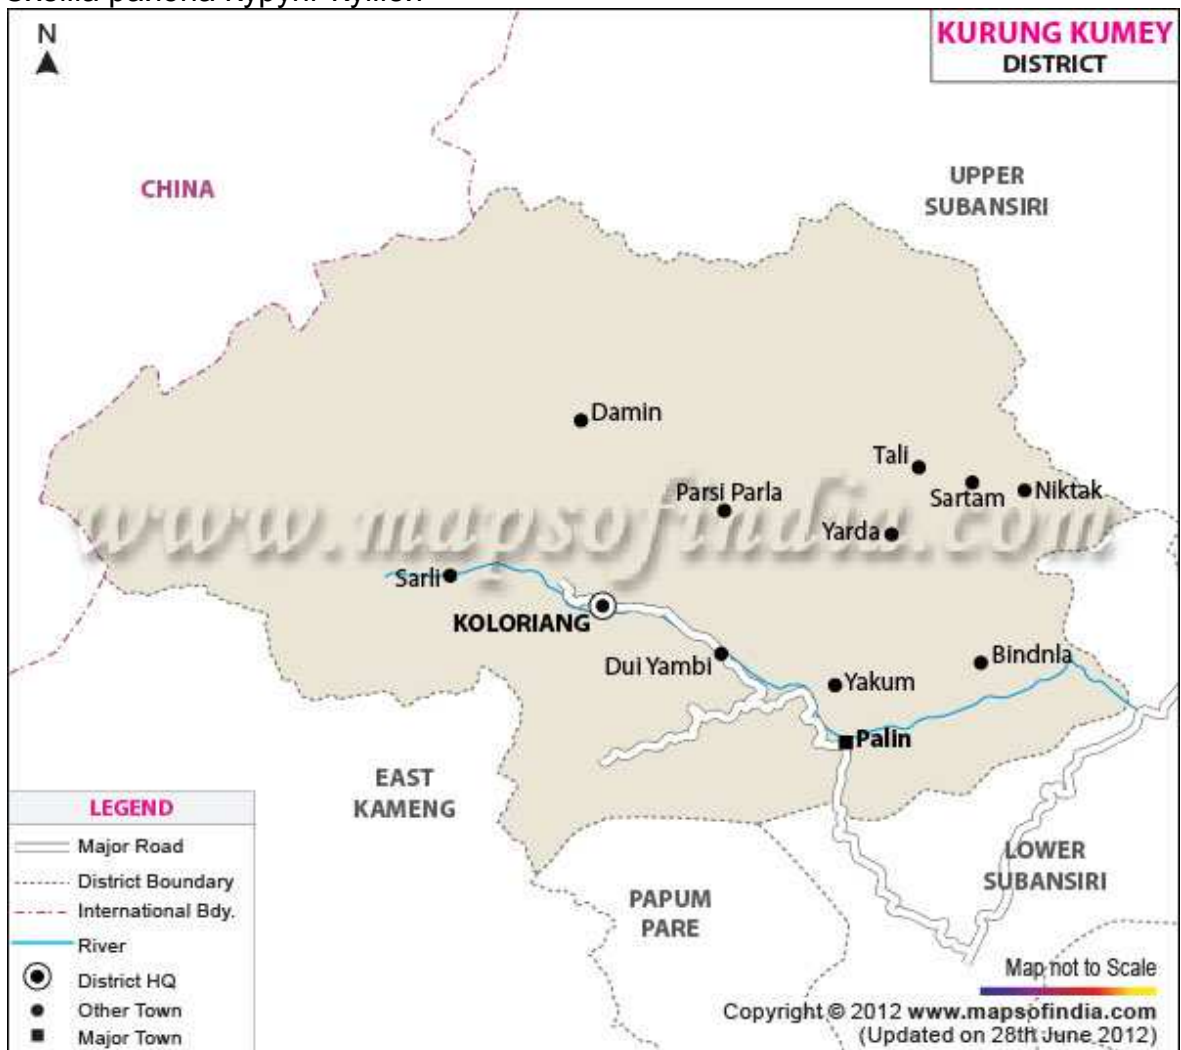 N
KURUNG KUMEY
DISTRICT
CHINA
UPPER
SUBANSIRI
Damin
Tali
Parsi Parla
Sartam
Niktak
www.mapsofindia.com
Yarda
Sarli
KOLORIANG
Dui Yambi
Bindnla
Yakum
Palin
EAST
KAMENG
LOWER
SUBANSIRI
PAPUM
PARE
LEGEND
Major Road
District Boundary
International Bdy.
River
District HQ
Other Town
Major Town
Map not to Scale
Copyright © 2012 www.mapsofindia.com
(Updated on 28th June 2012)